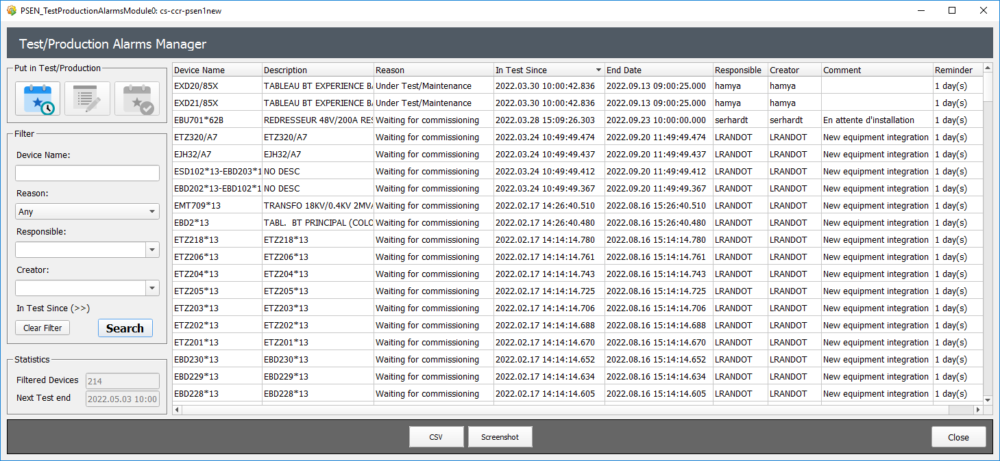 PSEN_TestProductionAlarmsModule0: cs-ccr-psen1new
Test/Production Alarms Manager
Put in Test/Production
Filter
Device Name:
Reason:
Any
Responsible:
Creator:
In Test Since (>>)
Clear Filter Search
Statistics
Filtered Devices 214
Next Test end 2022.05.03 10:00
Device Name Description Reason In Test Since End Date Responsible Creator Comment Reminder
EXD20/85X TABLEAU BT EXPERIENCE BA Under Test/Maintenance 2022.03.30 10:00:42.836 2022.09.13 09:00:25.000 hamya hamya 1 day(s)
EXD21/85X TABLEAU BT EXPERIENCE BA Under Test/Maintenance 2022.03.30 10:00:42.836 2022.09.13 09:00:25.000 hamya hamya 1 day(s)
EBU701*62B REDRESSEUR 48V/200A RES Waiting for commissioning 2022.03.28 15:09:26.303 2022.09.23 10:00:00.000 serhardt serhardt En attente d'installation 1 day(s)
ETZ320/A7 ETZ320/A7 Waiting for commissioning 2022.03.24 10:49:49.474 2022.09.20 11:49:49.474 LRANDOT LRANDOT New equipment integration 1 day(s)
EJH32/A7 EJH32/A7 Waiting for commissioning 2022.03.24 10:49:49.437 2022.09.20 11:49:49.437 LRANDOT LRANDOT New equipment integration 1 day(s)
ESD102*13-EBD203*1 NO DESC Waiting for commissioning 2022.03.24 10:49:49.412 2022.09.20 11:49:49.412 LRANDOT LRANDOT New equipment integration 1 day(s)
EBD202*13-EBD102*1 NO DESC Waiting for commissioning 2022.03.24 10:49:49.367 2022.09.20 11:49:49.367 LRANDOT LRANDOT New equipment integration 1 day(s)
EMT709*13 TRANSFO 18KV/0.4KV 2MVA Waiting for commissioning 2022.02.17 14:26:40.510 2022.08.16 15:26:40.510 LRANDOT LRANDOT New equipment integration 1 day(s)
EBD2*13 TABL. BT PRINCIPAL (COLO Waiting for commissioning 2022.02.17 14:26:40.480 2022.08.16 15:26:40.480 LRANDOT LRANDOT New equipment integration 1 day(s)
ETZ218*13 ETZ218*13 Waiting for commissioning 2022.02.17 14:14:14.780 2022.08.16 15:14:14.780 LRANDOT LRANDOT New equipment integration 1 day(s)
ETZ206*13 ETZ206*13 Waiting for commissioning 2022.02.17 14:14:14.761 2022.08.16 15:14:14.761 LRANDOT LRANDOT New equipment integration 1 day(s)
ETZ204*13 ETZ204*13 Waiting for commissioning 2022.02.17 14:14:14.743 2022.08.16 15:14:14.743 LRANDOT LRANDOT New equipment integration 1 day(s)
ETZ205*13 ETZ205*13 Waiting for commissioning 2022.02.17 14:14:14.725 2022.08.16 15:14:14.725 LRANDOT LRANDOT New equipment integration 1 day(s)
ETZ203*13 ETZ203*13 Waiting for commissioning 2022.02.17 14:14:14.706 2022.08.16 15:14:14.706 LRANDOT LRANDOT New equipment integration 1 day(s)
ETZ202*13 ETZ202*13 Waiting for commissioning 2022.02.17 14:14:14.688 2022.08.16 15:14:14.688 LRANDOT LRANDOT New equipment integration 1 day(s)
ETZ201*13 ETZ201*13 Waiting for commissioning 2022.02.17 14:14:14.670 2022.08.16 15:14:14.670 LRANDOT LRANDOT New equipment integration 1 day(s)
EBD230*13 EBD230*13 Waiting for commissioning 2022.02.17 14:14:14.652 2022.08.16 15:14:14.652 LRANDOT LRANDOT New equipment integration 1 day(s)
EBD229*13 EBD229*13 Waiting for commissioning 2022.02.17 14:14:14.634 2022.08.16 15:14:14.634 LRANDOT LRANDOT New equipment integration 1 day(s)
EBD228*13 EBD228*13 Waiting for commissioning 2022.02.17 14:14:14.605 2022.08.16 15:14:14.605 LRANDOT LRANDOT New equipment integration 1 day(s)
CSV Screenshot Close